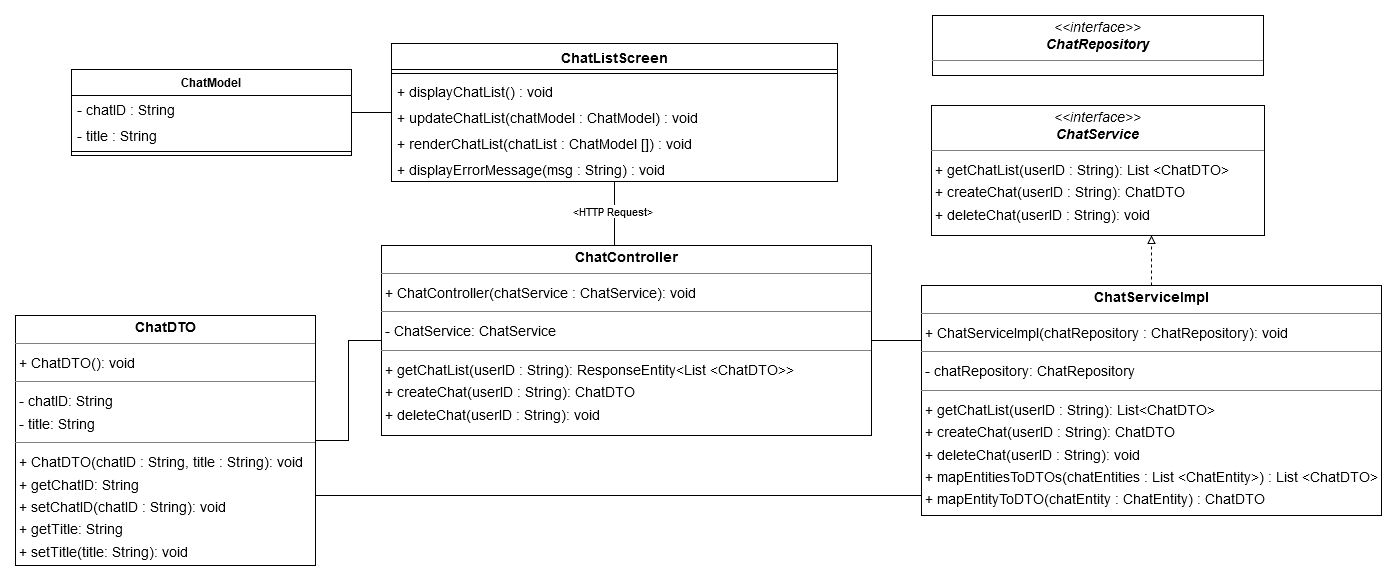 <<interface>>
ChatRepository
ChatListScreen
+ displayChatList() : void
+ updateChatList(chatModel : ChatModel) : void
+ renderChatList(chatList : ChatModel []) : void
+ displayErrorMessage(msg : String) : void
ChatModel
- chatID : String
- title : String
<<interface>>
ChatService
+ getChatList(userID : String): List <ChatDTO>
+ createChat(userID : String): ChatDTO
+ deleteChat(userID : String): void
<HTTP Request>
ChatController
+ ChatController(chatService : ChatService): void
- ChatService: ChatService
+ getChatList(userID : String): ResponseEntity<List <ChatDTO>>
+ createChat(userID : String): ChatDTO
+ deleteChat(userID : String): void
ChatServiceImpl
+ ChatServiceImpl(chatRepository : ChatRepository): void
- chatRepository: ChatRepository
+ getChatList(userID : String): List<ChatDTO>
+ createChat(userID : String): ChatDTO
+ deleteChat(userID : String): void
+ mapEntitiesToDTOs(chatEntities : List <ChatEntity>) : List <ChatDTO>
+ mapEntityToDTO(chatEntity : ChatEntity) : ChatDTO
ChatDTO
+ ChatDTO(): void
- chatID: String
- title: String
+ ChatDTO(chatID : String, title : String): void
+ getChatID: String
+ setChatID(chatID : String): void
+ getTitle: String
+ setTitle(title: String): void